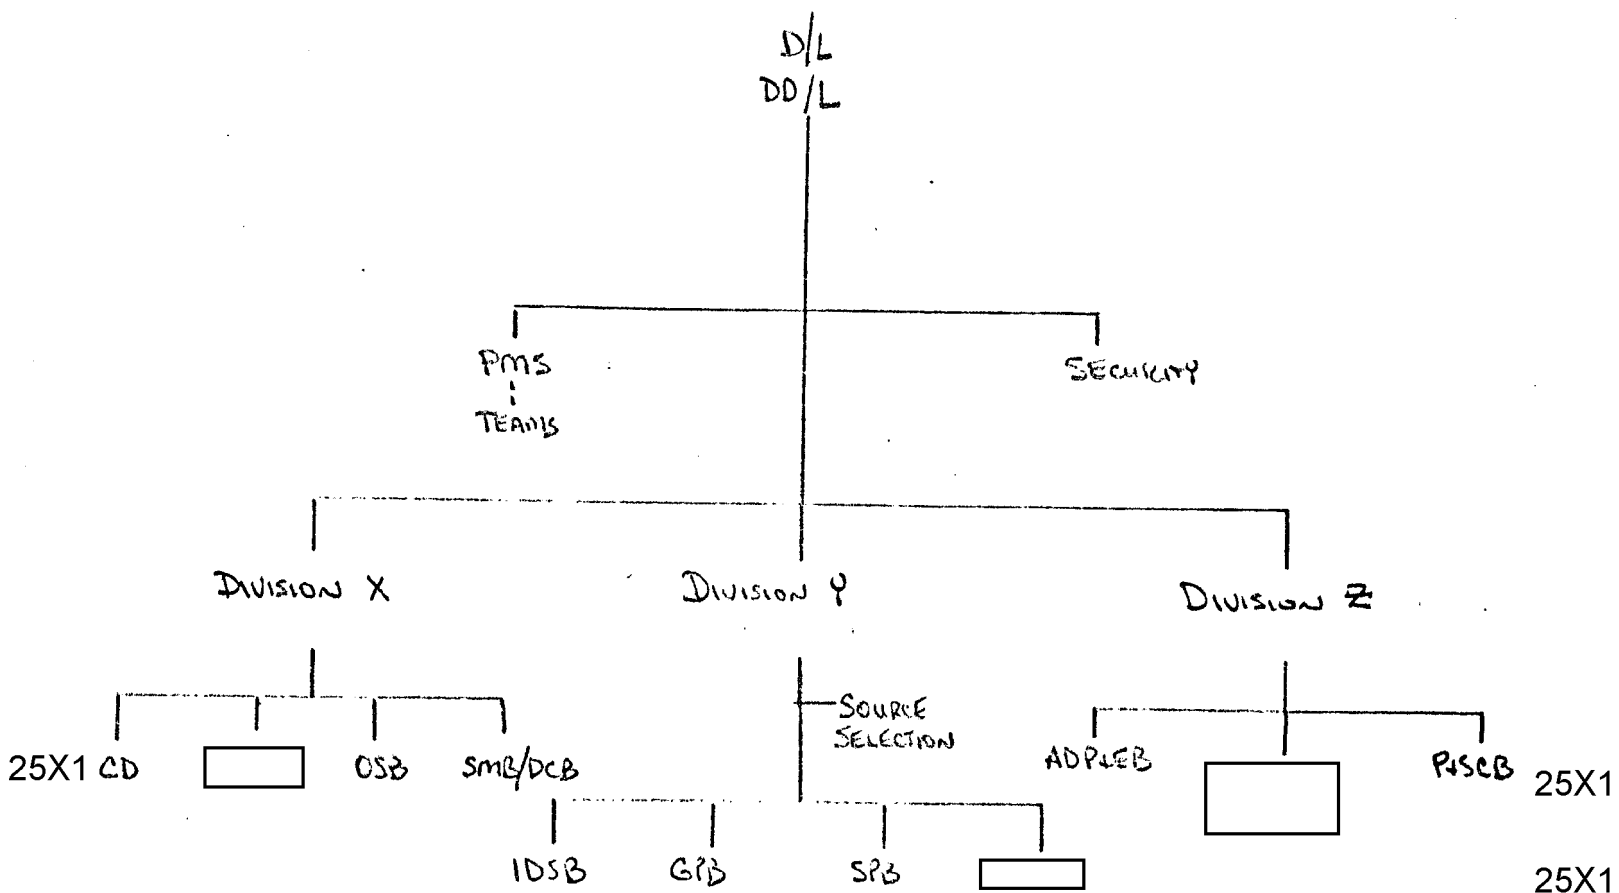 D/L
DD/L
PMS
SECURITY
TEAMS
DIVISION X
DIVISION Y
DIVISION Z
SOURCE
SELECTION
25X1 CD OSB SMB/DCB
ADP&EB P&SCB 25X1
IDSB GPB SPB 25X1